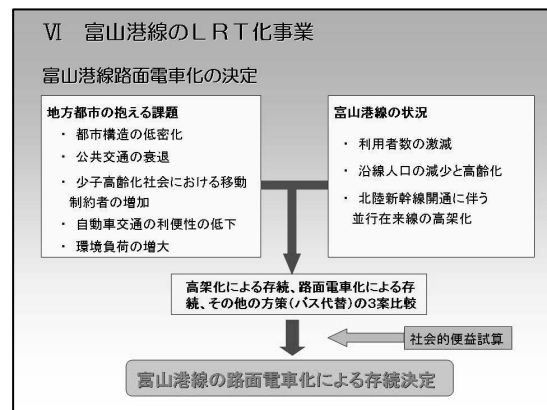 Ⅵ 富山港線のLRT化事業
富山港線路面電車化の決定
地方都市の抱える課題
・ 都市構造の低密化
・ 公共交通の衰退
・ 少子高齢化社会における移動
制約者の増加
・ 自動車交通の利便性の低下
・ 環境負荷の増大
富山港線の状況
・ 利用者数の激減
・ 沿線人口の減少と高齢化
・ 北陸新幹線開通に伴う
並行在来線の高架化
高架化による存続、路面電車化による存
続、その他の方策(バス代替)の3案比較
社会的便益試算
富山港線の路面電車化による存続決定